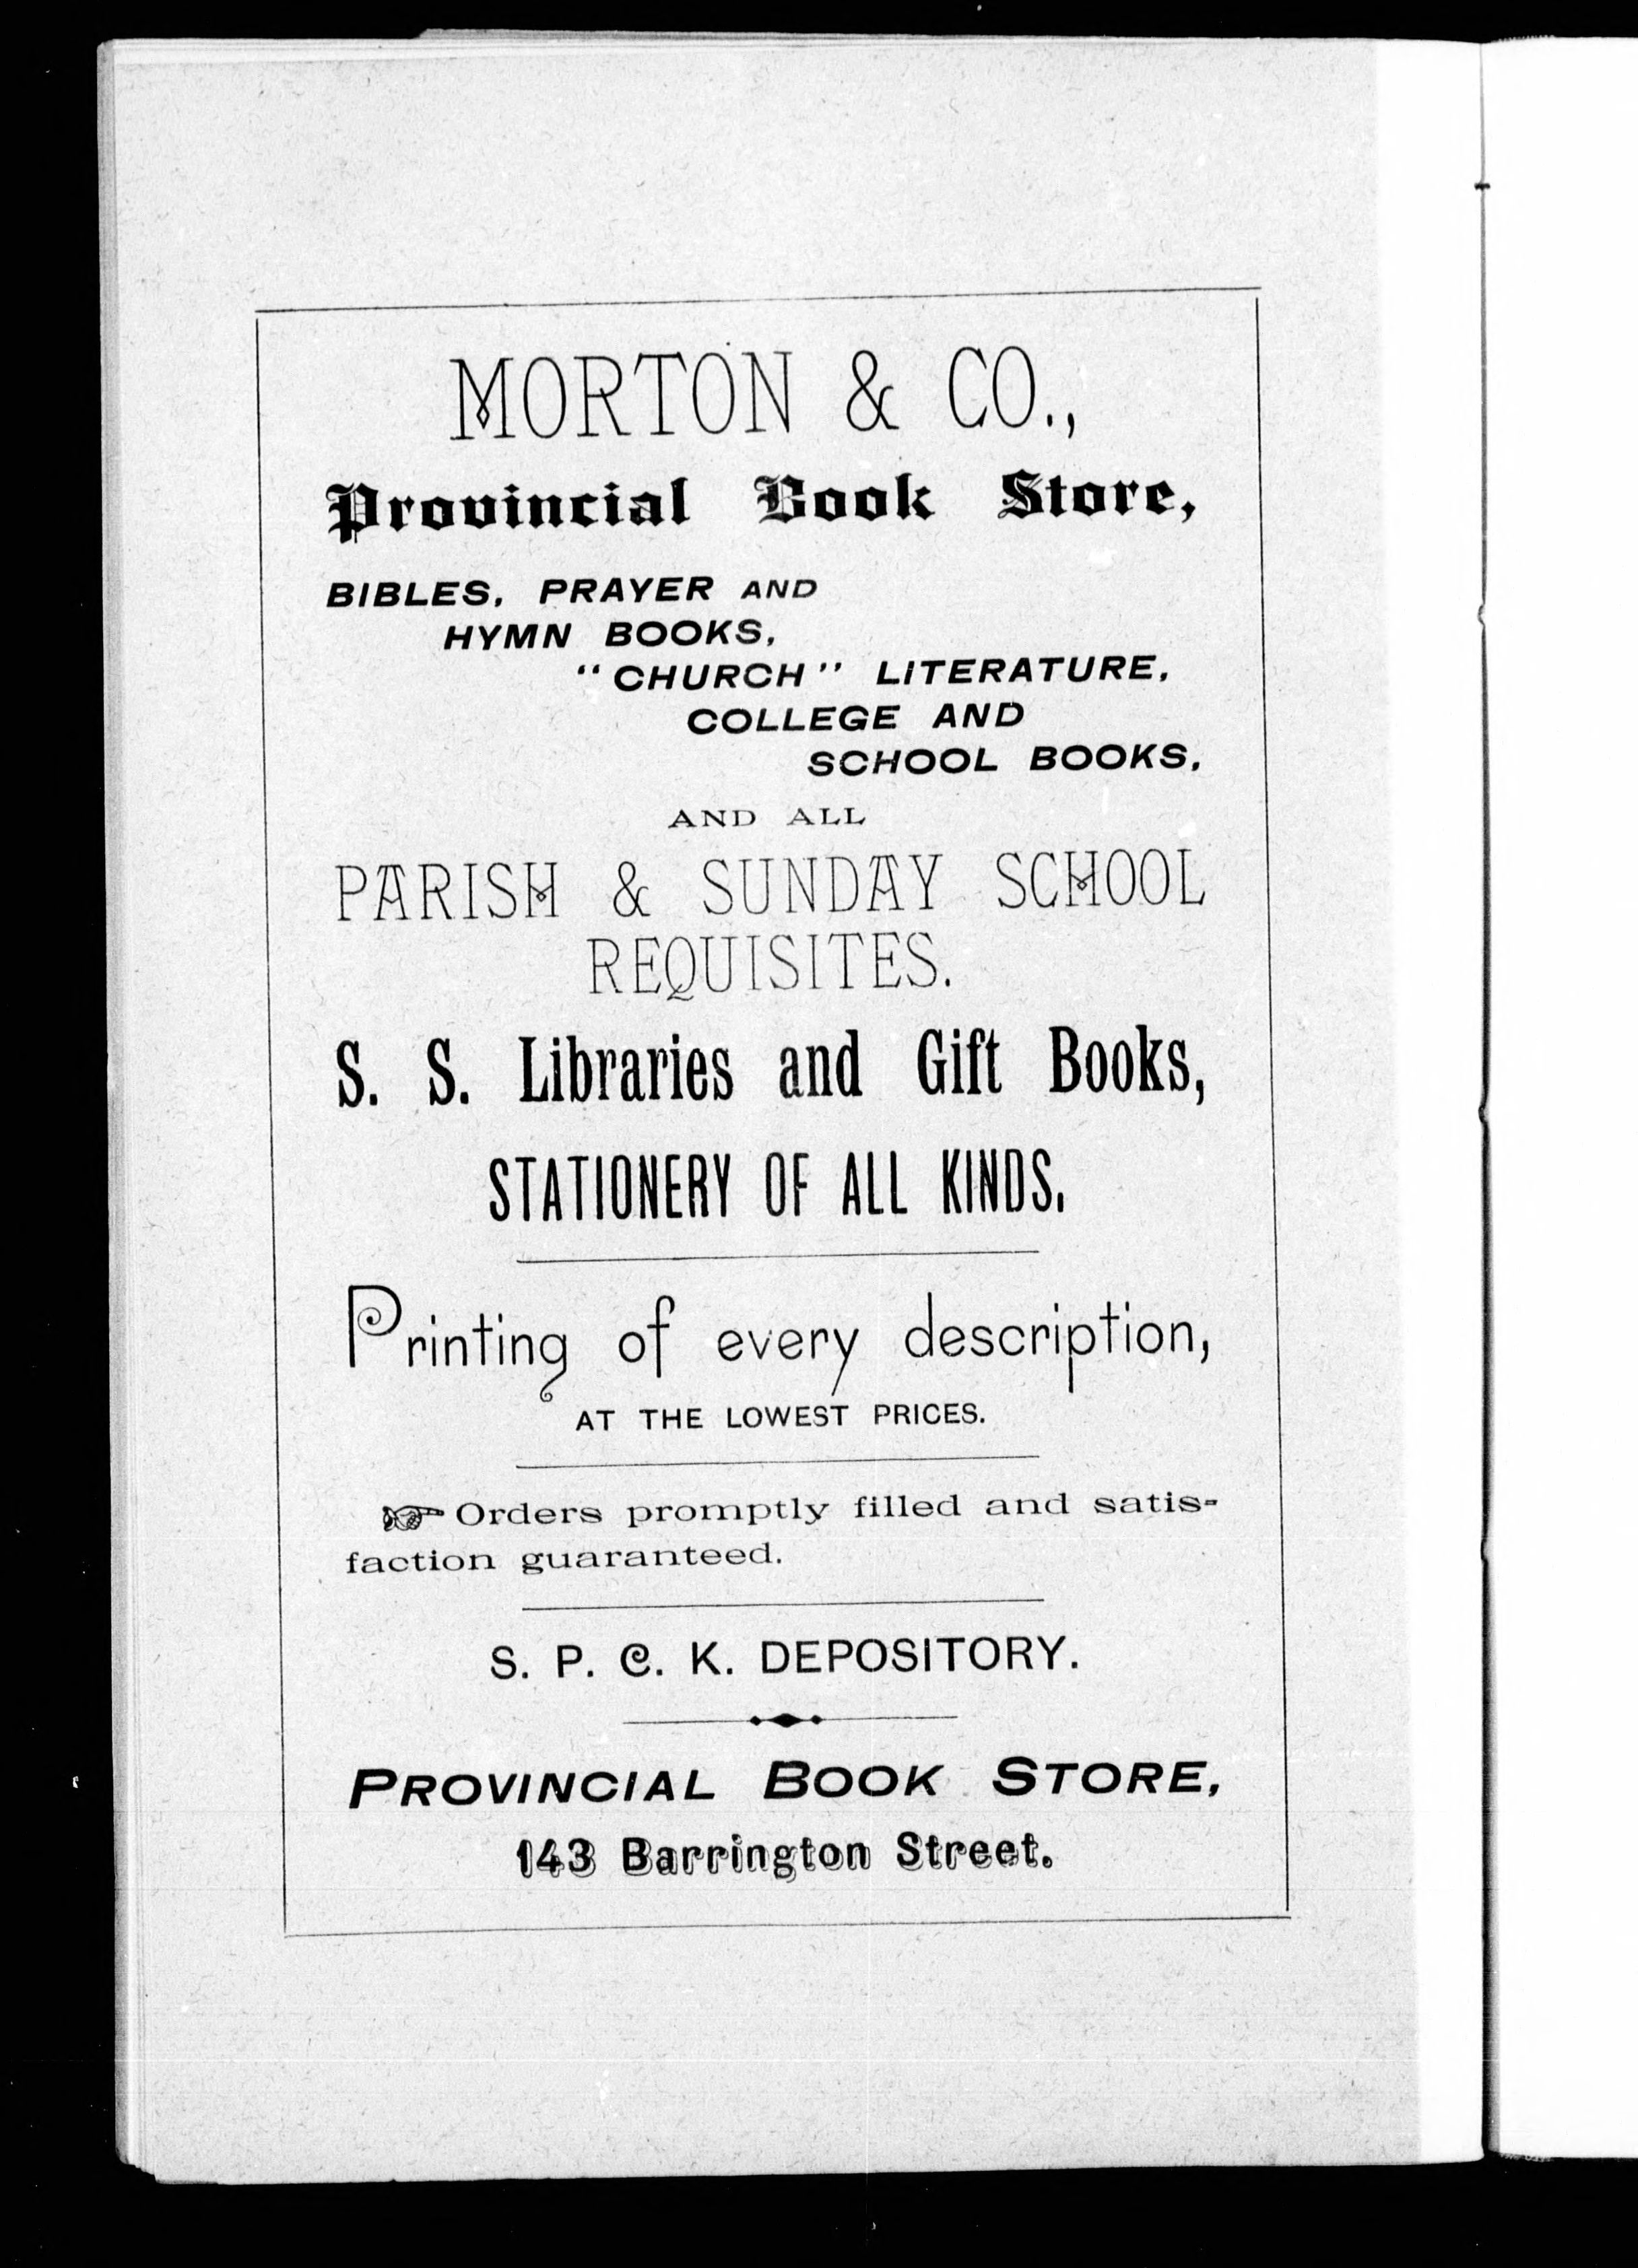 MORTON & CO.,
Provincial Book Store,
BIBLES, PRAYER AND
HYMN BOOKS,
"CHURCH" LITERATURE,
COLLEGE AND
SCHOOL BOOKS,
AND ALL
PARISH & SUNDAY SCHOOL
REQUISITES.
S. S. Libraries and Gift Books,
STATIONERY OF ALL KINDS.
Printing of every description,
AT THE LOWEST PRICES.
☞ Orders promptly filled and satis-
faction guaranteed.
S. P. C. K. DEPOSITORY.
PROVINCIAL BOOK STORE,
143 Barrington Street.